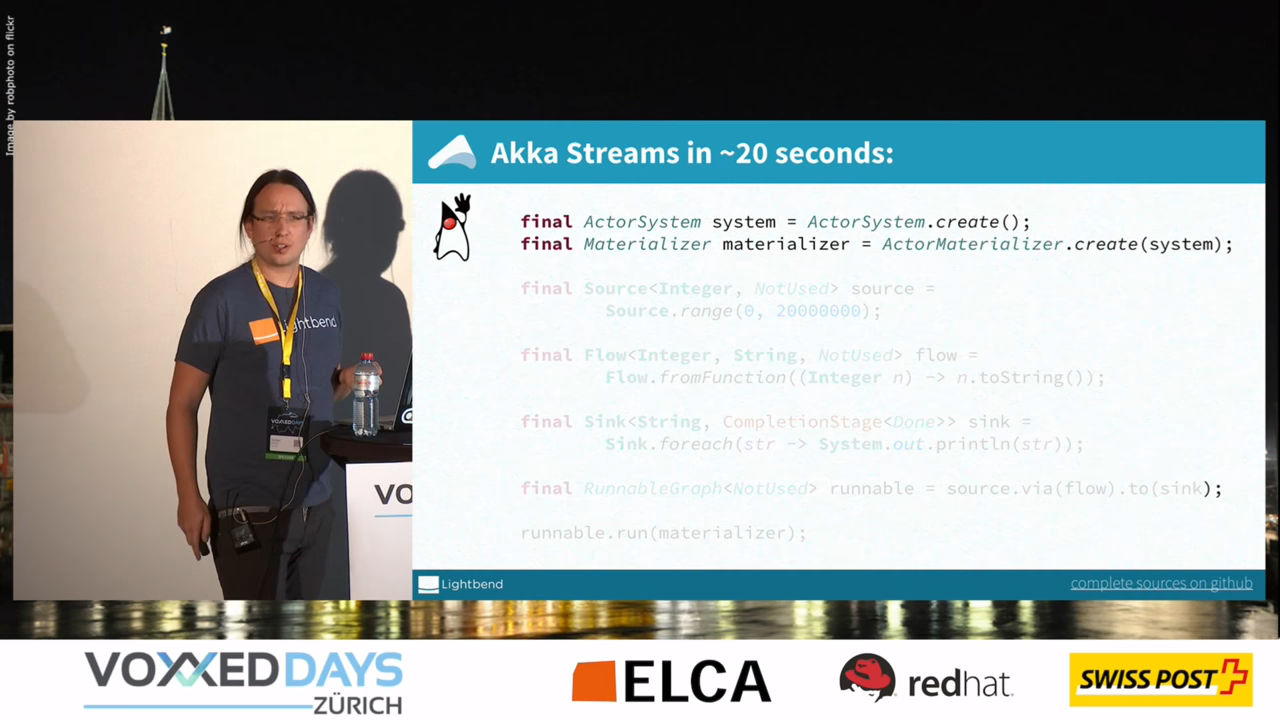 Image by robphoto on flickr
Akka Streams in ~20 seconds:
final ActorSystem system = ActorSystem.create();
final Materializer materializer = ActorMaterializer.create(system);
final Source<Integer, NotUsed> source =
Source.range(0, 20000000);
final Flow<Integer, String, NotUsed> flow =
Flow.fromFunction((Integer n) -> n.toString());
final Sink<String, CompletionStage<Done>> sink =
Sink.foreach(str -> System.out.println(str));
final RunnableGraph<NotUsed> runnable = source.via(flow).to(sink);
runnable.run(materializer);
Lightbend
complete sources on github
Lightbend
VOXXEDDAYS
VO
VOXXEDDAYS
ZÜRICH
ELCA
redhat.
SWISS POST